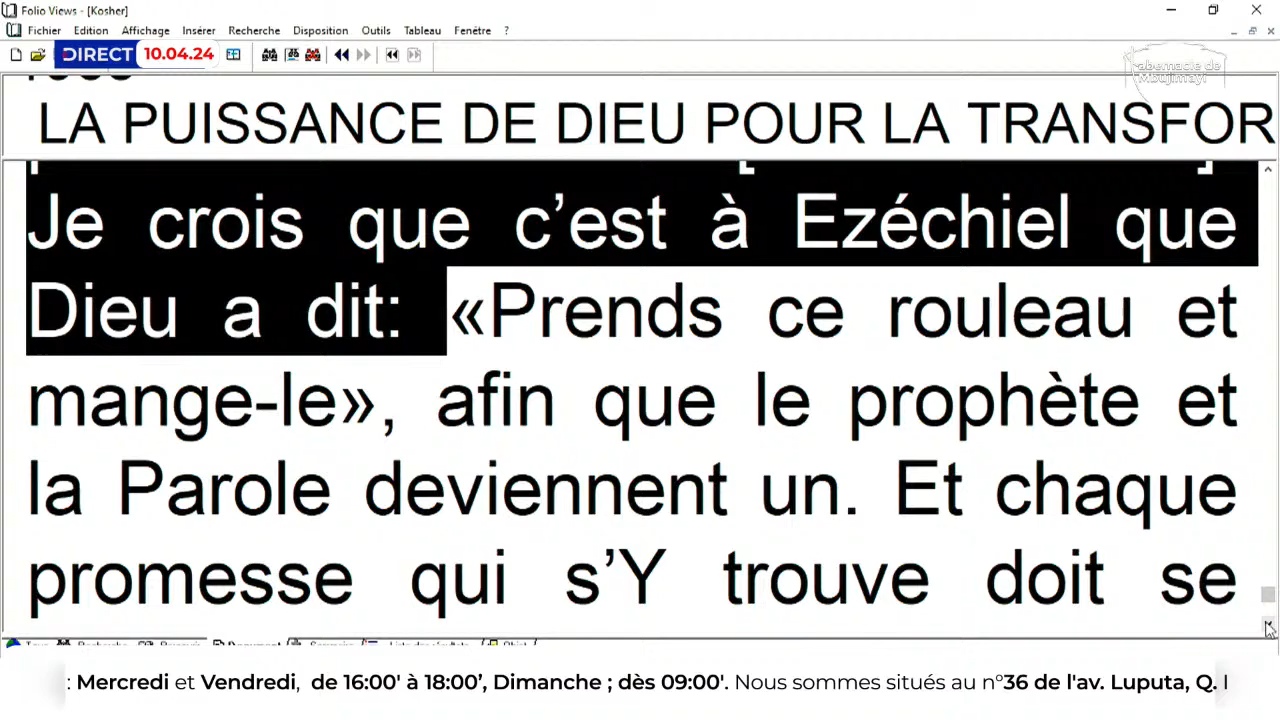 Folio Views - [Kosher]
Fichier Edition Affichage Insérer Recherche Disposition Outils Tableau Fenêtre ?
DIRECT 10.04.24
Tabernacle de
Mbujimayi
LA PUISSANCE DE DIEU POUR LA TRANSFOR
Je crois que c’est à Ezéchiel que
Dieu a dit: «Prends ce rouleau et
mange-le», afin que le prophète et
la Parole deviennent un. Et chaque
promesse qui s’Y trouve doit se
: Mercredi et Vendredi, de 16:00' à 18:00’, Dimanche ; dès 09:00'. Nous sommes situés au n°36 de l'av. Luputa, Q.